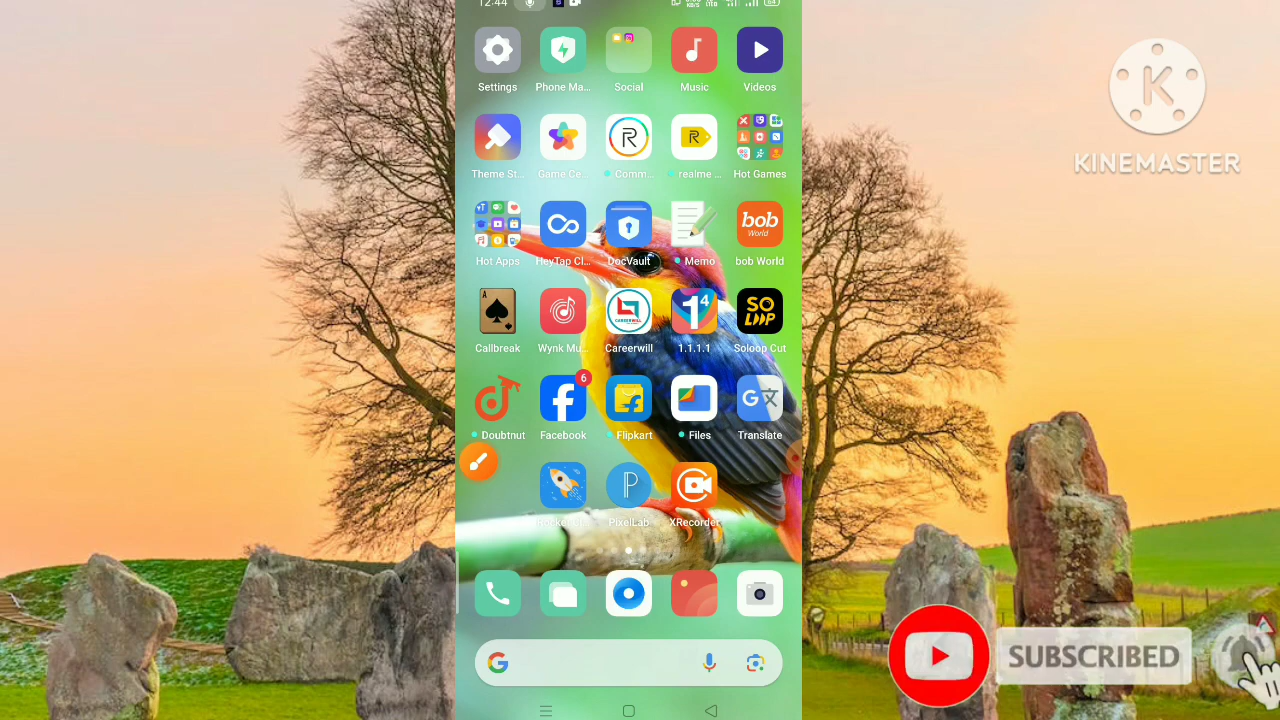 12:44
Settings
Phone Ma...
Social
Music
Videos
Theme St...
Game Ce...
Comm...
realme ...
Hot Games
Hot Apps
HeyTap Cl...
DocVault
Memo
bob
World
bob World
A
Callbreak
Wynk Mu...
CAREERWILL
Careerwill
1.1.1.1
SO
LOOP
Soloop Cut
Doubtnut
6
Facebook
Flipkart
Files
Translate
PixelLab
XRecorder
KINEMASTER
SUBSCRIBED